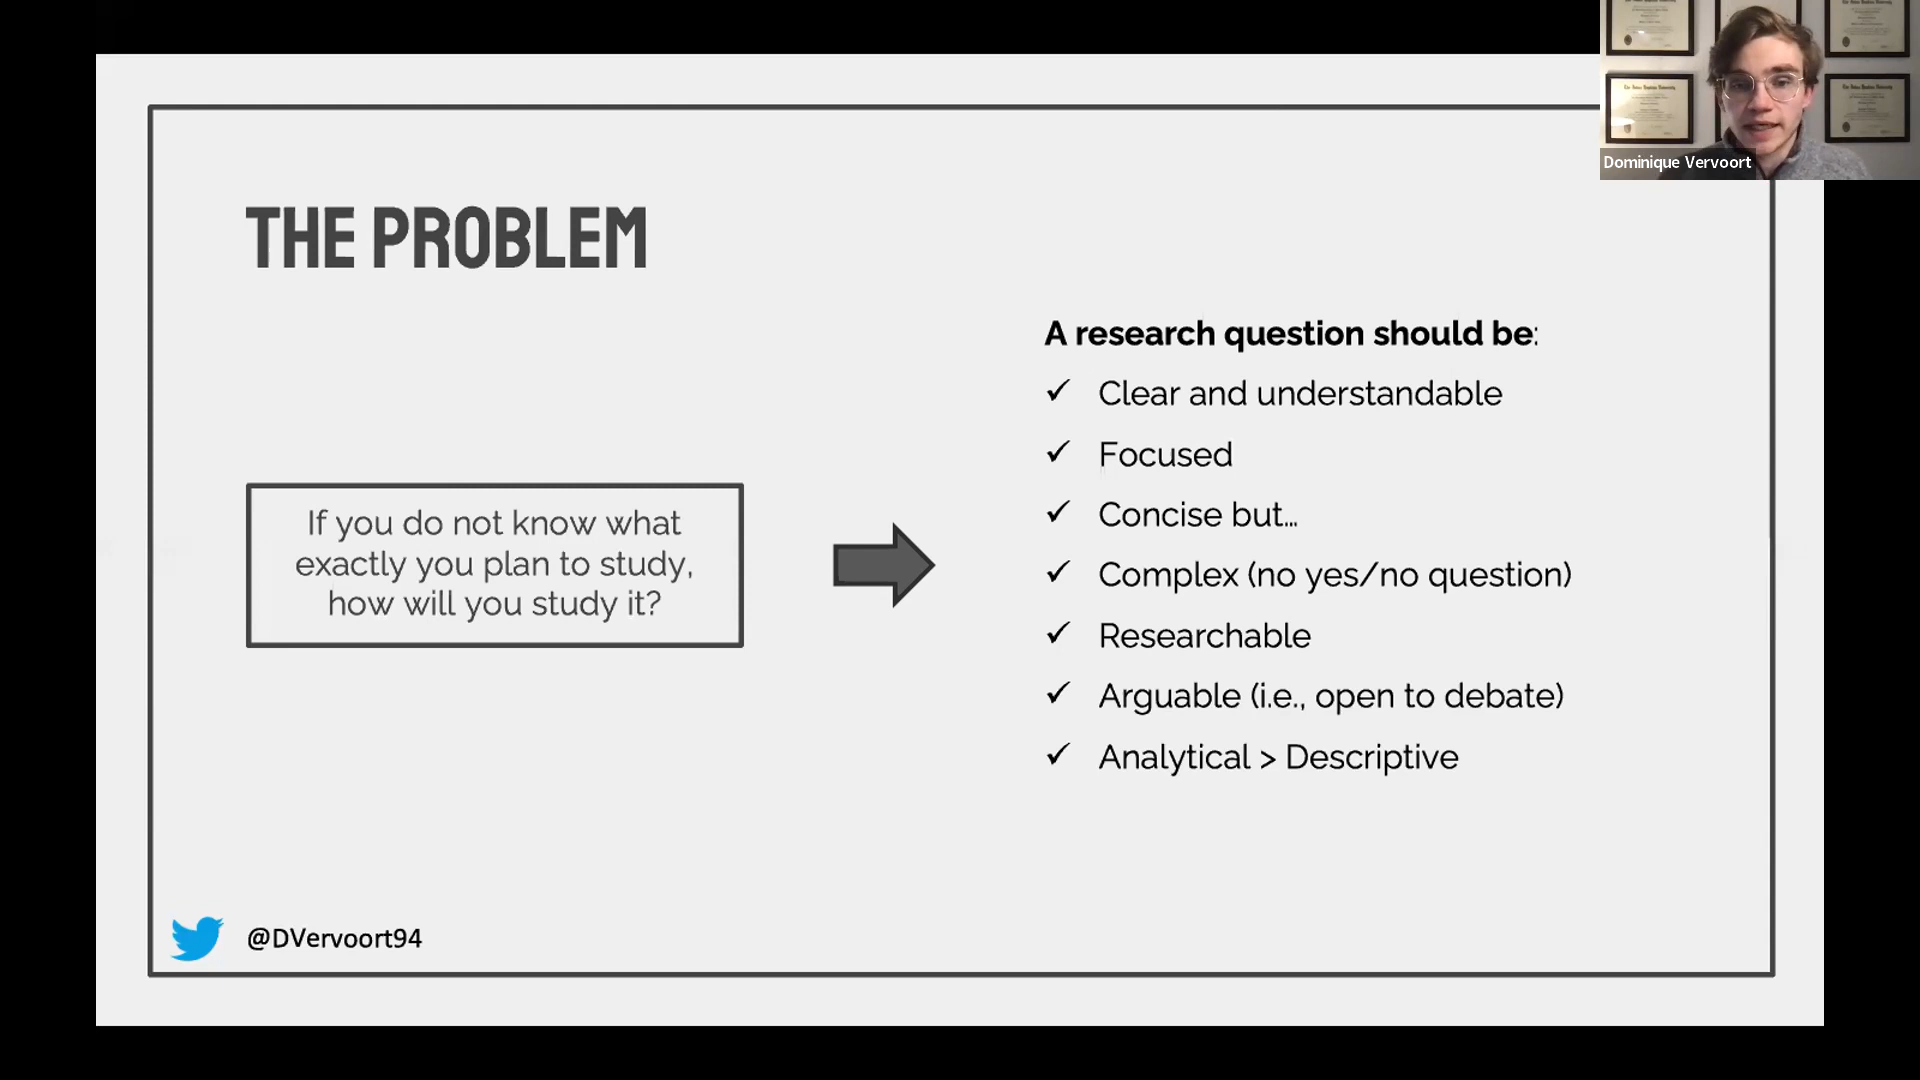 Dominique Vervoort
THE PROBLEM
If you do not know what
exactly you plan to study,
how will you study it?
A research question should be:
✓ Clear and understandable
✓ Focused
✓ Concise but…
✓ Complex (no yes/no question)
✓ Researchable
✓ Arguable (i.e., open to debate)
✓ Analytical > Descriptive
@DVervoort94